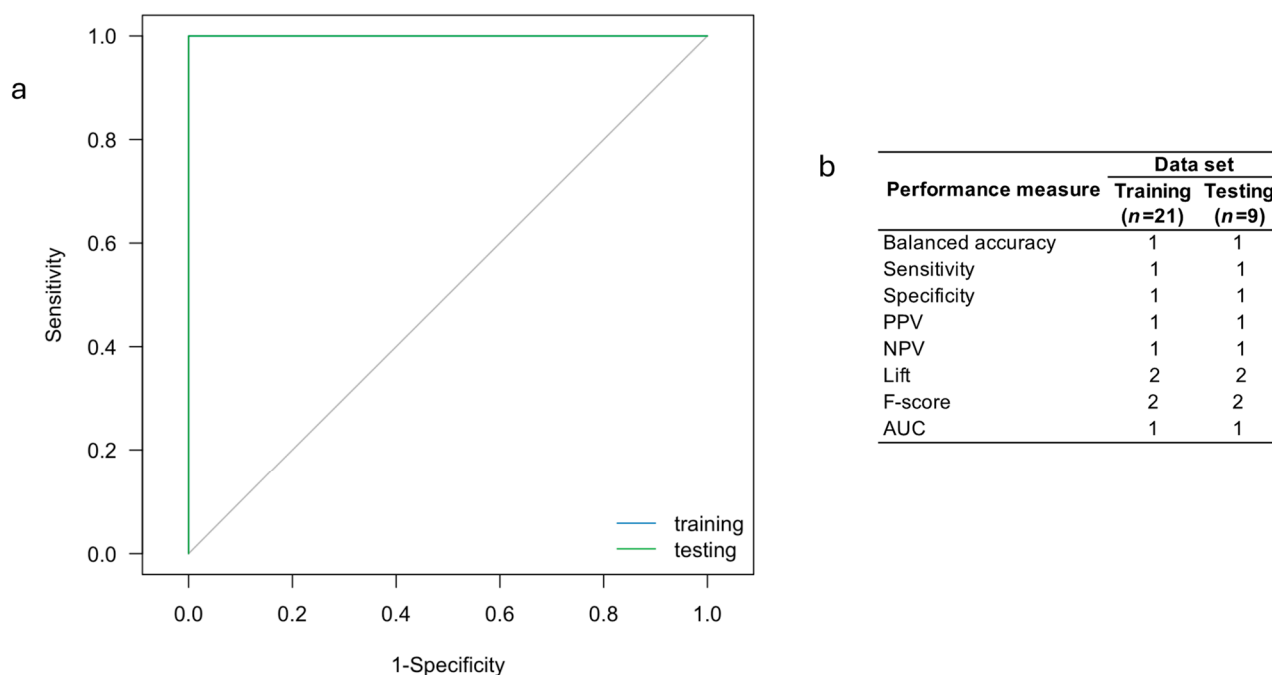 a
1.0
0.8
0.6
0.4
0.2
0.0
Sensitivity
training
testing
0.0 0.2 0.4 0.6 0.8 1.0
1-Specificity
b
Data set
Performance measure Training Testing
(n=21) (n=9)
Balanced accuracy 1 1
Sensitivity 1 1
Specificity 1 1
PPV 1 1
NPV 1 1
Lift 2 2
F-score 2 2
AUC 1 1